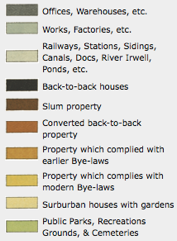 Offices, Warehouses, etc.
Works, Factories, etc.
Railways, Stations, Sidings,
Canals, Docs, River Irwell,
Ponds, etc.
Back-to-back houses
Slum property
Converted back-to-back
property
Property which complied with
earlier Bye-laws
Property which complies with
modern Bye-laws
Surburban houses with gardens
Public Parks, Recreations
Grounds, & Cemeteries